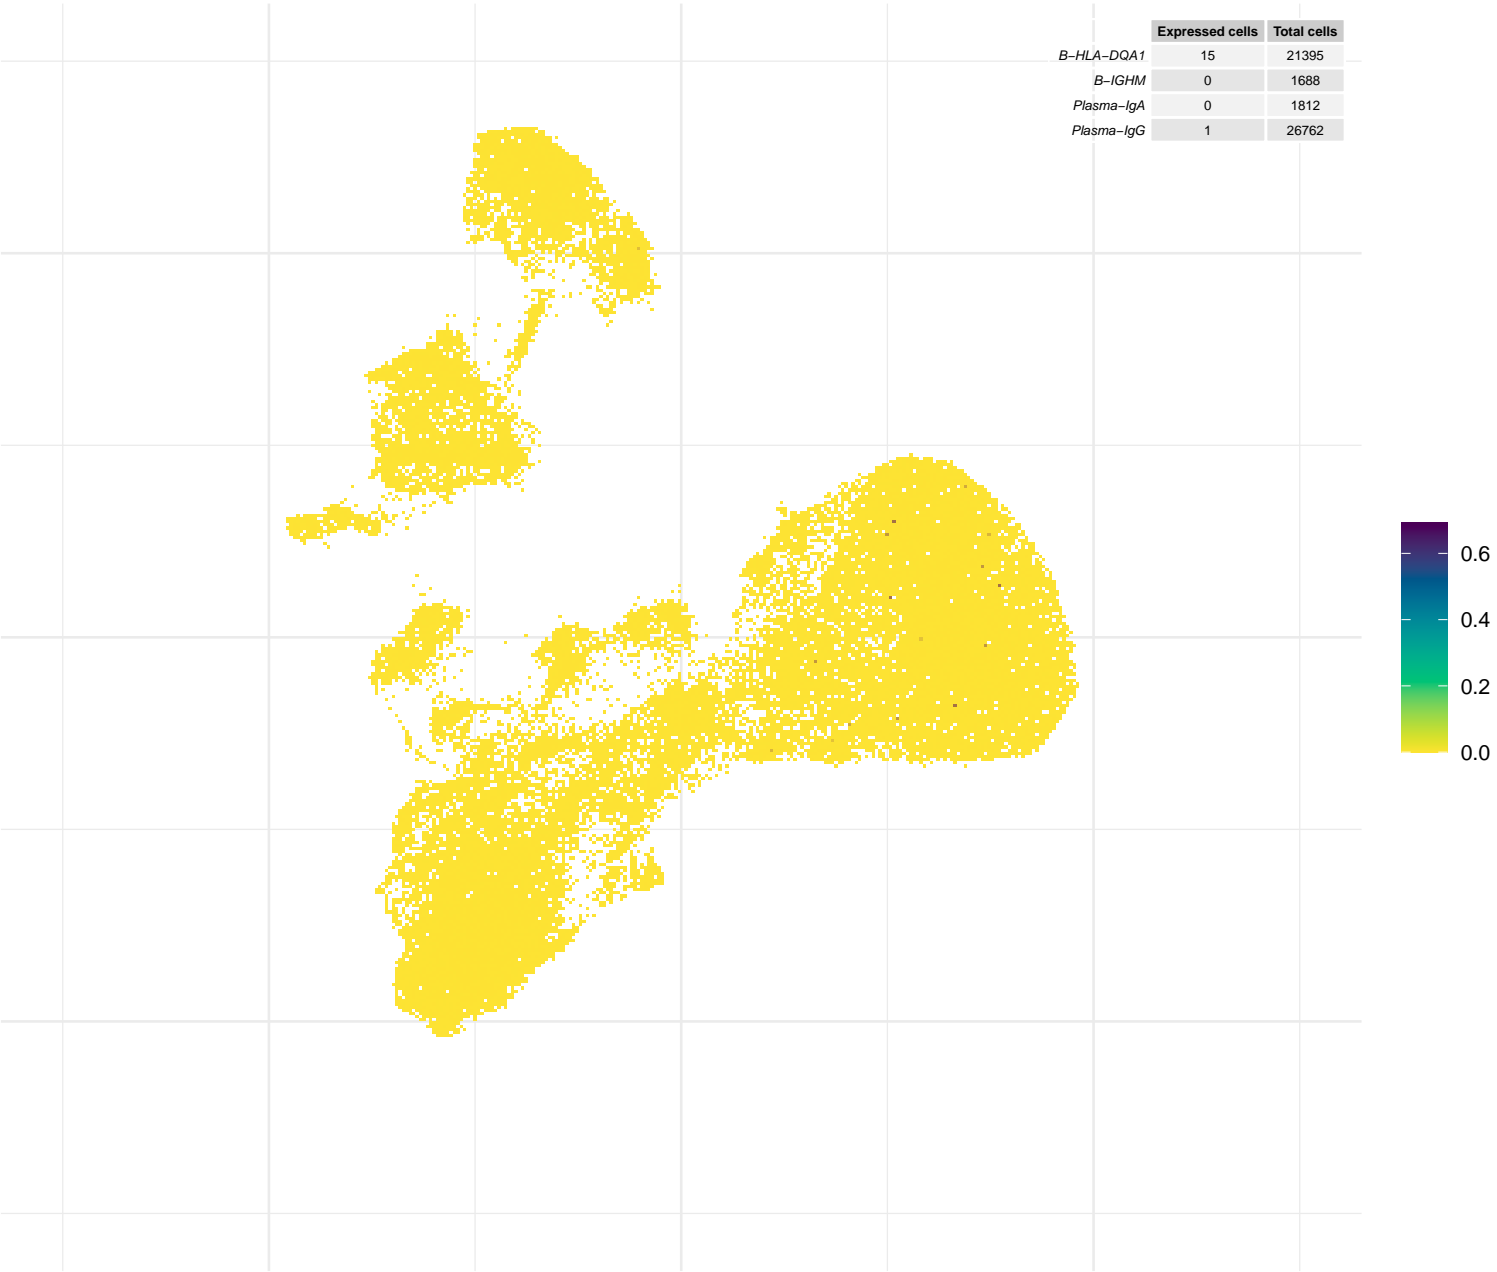 Expressed cells Total cells
B−HLA−DQA1 15 21395
B−IGHM 0 1688
Plasma−IgA 0 1812
Plasma−IgG 1 26762
0.6
0.4
0.2
0.0